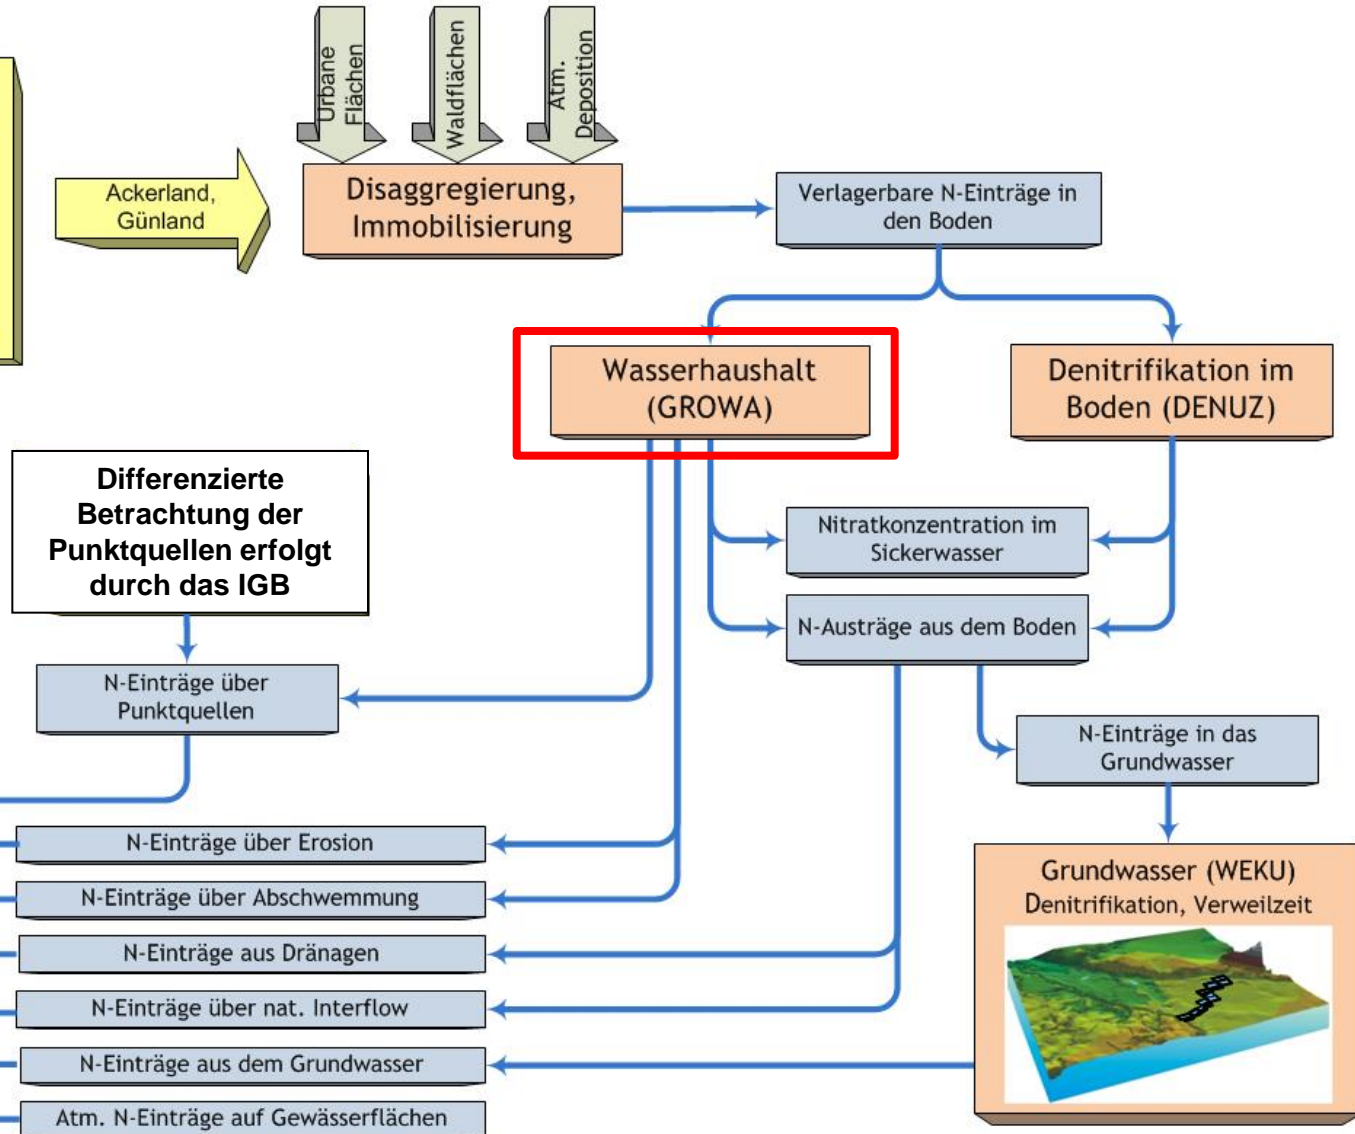 Urbane
Flächen
Waldflächen
Atm.
Deposition
Ackerland,
Günland
Disaggregierung,
Immobilisierung
Verlagerbare N-Einträge in
den Boden
Wasserhaushalt
(GROWA)
Denitrifikation im
Boden (DENUZ)
Differenzierte
Betrachtung der
Punktquellen erfolgt
durch das IGB
Nitratkonzentration im
Sickerwasser
N-Austräge aus dem Boden
N-Einträge über
Punktquellen
N-Einträge in das
Grundwasser
N-Einträge über Erosion
N-Einträge über Abschwemmung
N-Einträge aus Dränagen
N-Einträge über nat. Interflow
N-Einträge aus dem Grundwasser
Atm. N-Einträge auf Gewässerflächen
Grundwasser (WEKU)
Denitrifikation, Verweilzeit